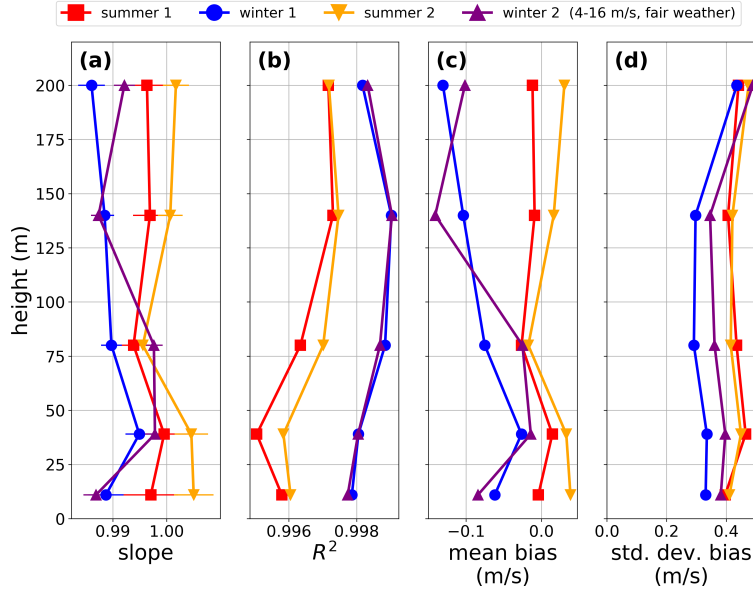 summer 1 winter 1 summer 2 winter 2 (4-16 m/s, fair weather)
(a) (b) (c) (d)
200
175
150
125
100
75
50
25
0
height (m)
0.99 1.00 0.996 0.998 −0.1 0.0 0.0 0.2 0.4
slope R² mean bias std. dev. bias
(m/s) (m/s)